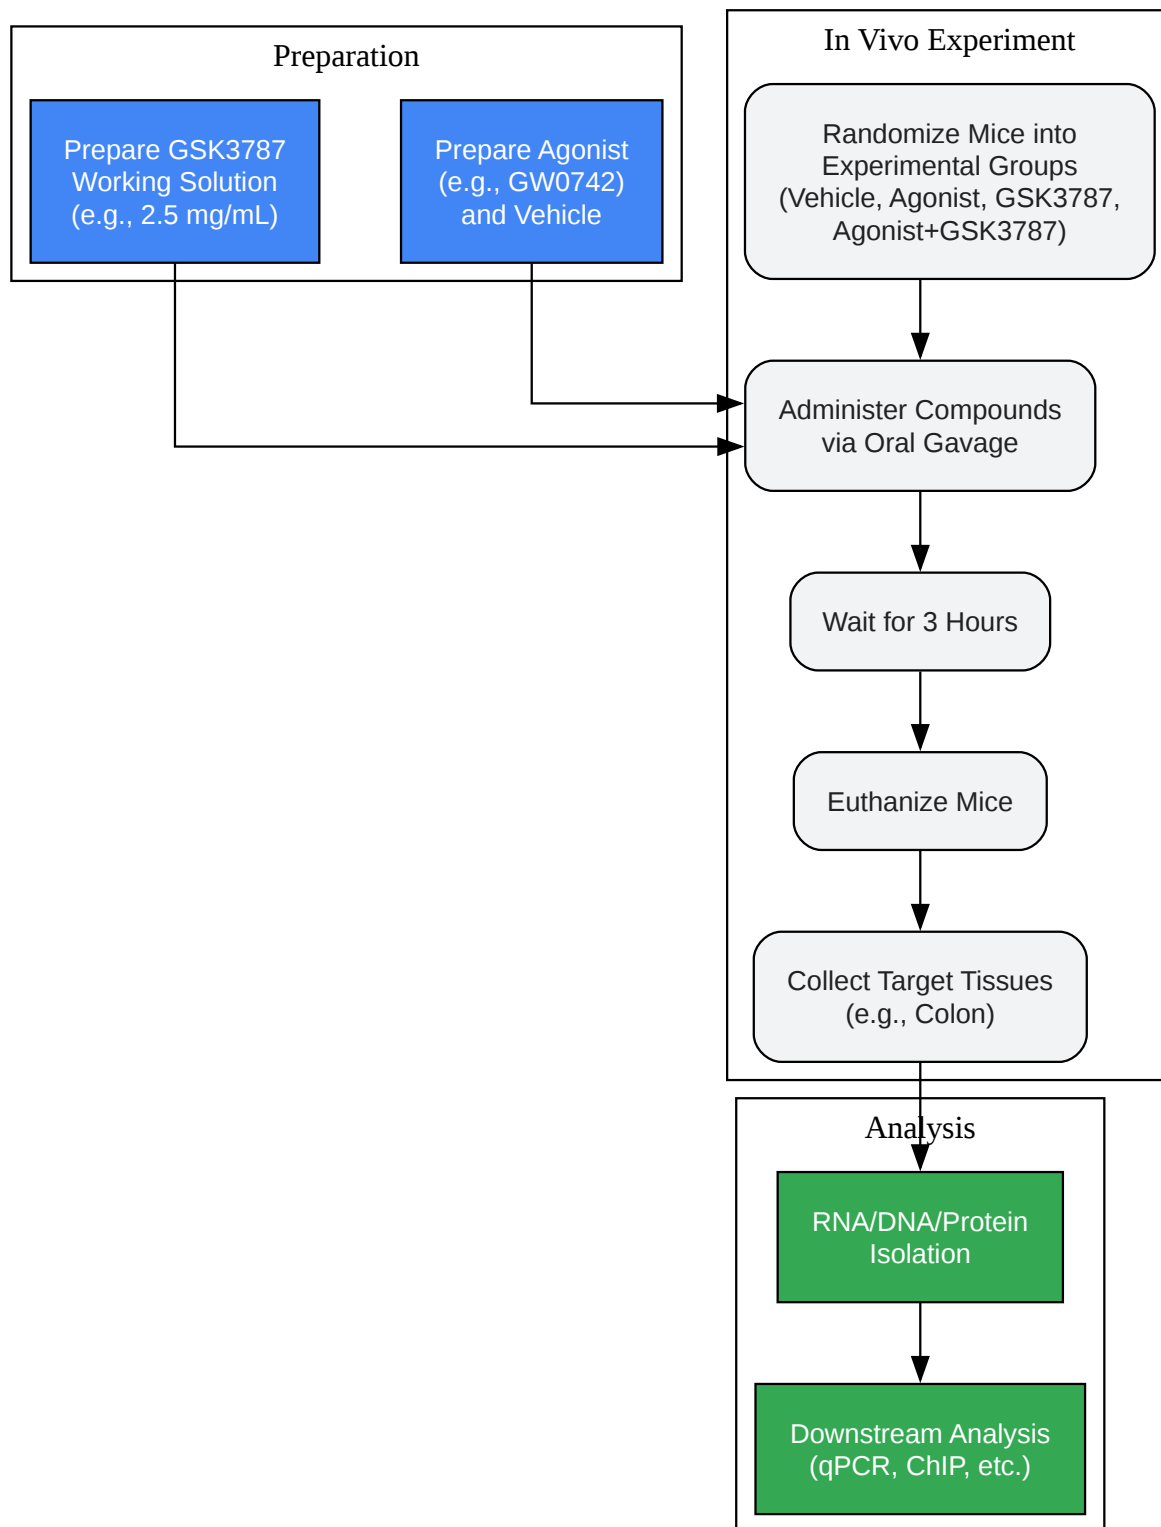 Preparation
Prepare GSK3787
Working Solution
(e.g., 2.5 mg/mL)
Prepare Agonist
(e.g., GW0742)
and Vehicle
In Vivo Experiment
Randomize Mice into
Experimental Groups
(Vehicle, Agonist, GSK3787,
Agonist+GSK3787)
Administer Compounds
via Oral Gavage
Wait for 3 Hours
Euthanize Mice
Collect Target Tissues
(e.g., Colon)
Analysis
RNA/DNA/Protein
Isolation
Downstream Analysis
(qPCR, ChIP, etc.)